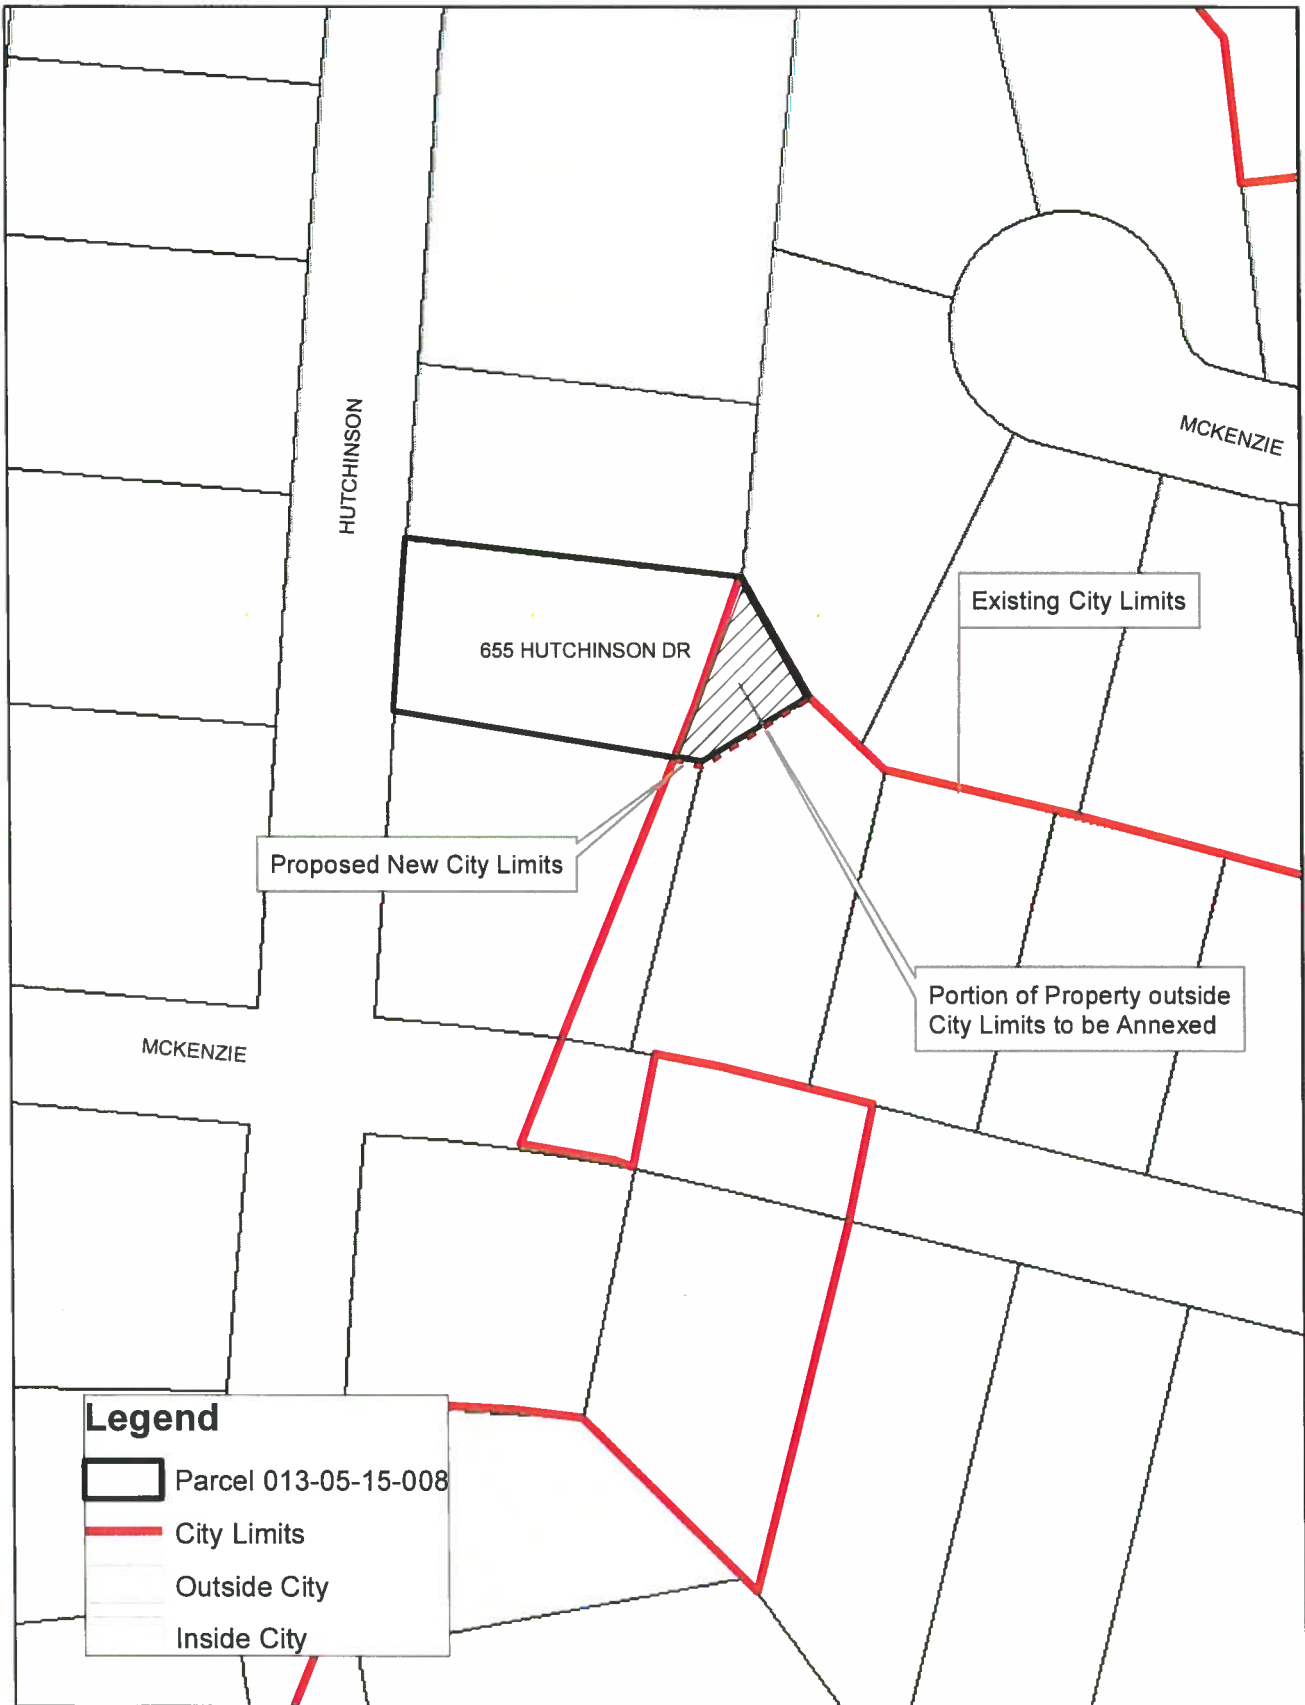 HUTCHINSON
MCKENZIE
Existing City Limits
655 HUTCHINSON DR
Proposed New City Limits
Portion of Property outside
City Limits to be Annexed
MCKENZIE
Legend
Parcel 013-05-15-008
City Limits
Outside City
Inside City